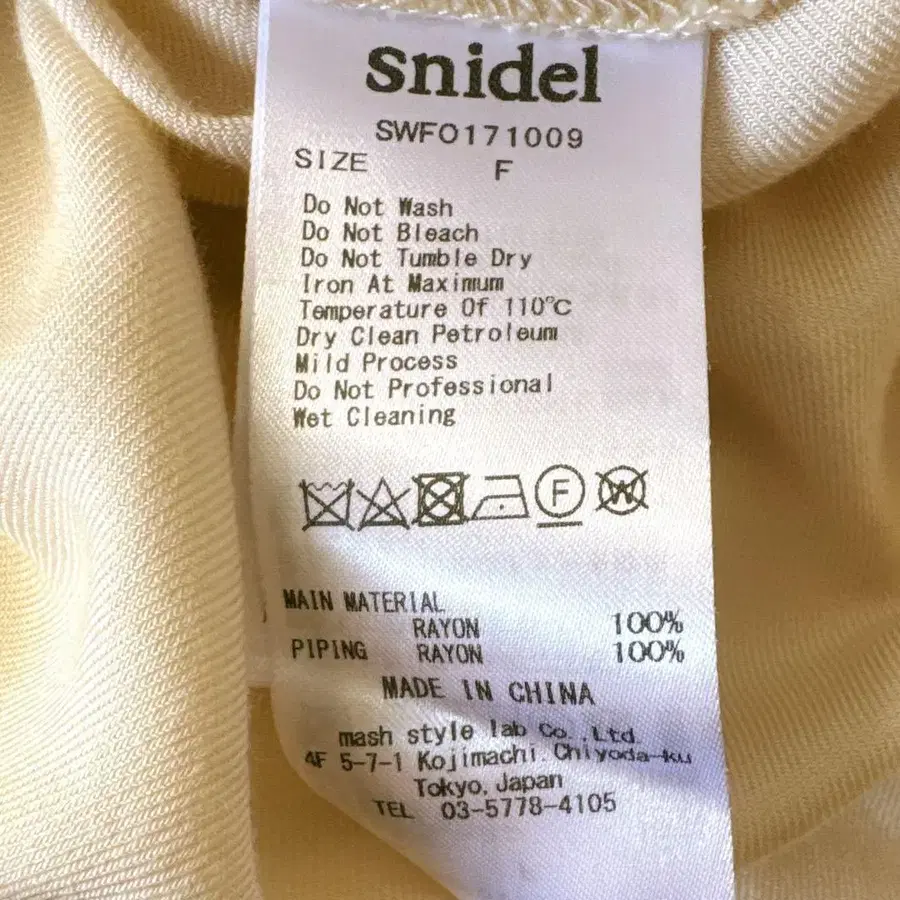 snidel
SWFO171009
SIZE F
Do Not Wash
Do Not Bleach
Do Not Tumble Dry
Iron At Maximum
Temperature Of 110℃
Dry Clean Petroleum
Mild Process
Do Not Professional
Wet Cleaning
F W
MAIN MATERIAL
RAYON 100%
PIPING RAYON 100%
MADE IN CHINA
mash style lab Co.,Ltd
4F 5-7-1 Kojimachi Chiyoda-ku
Tokyo, Japan
TEL 03-5778-4105